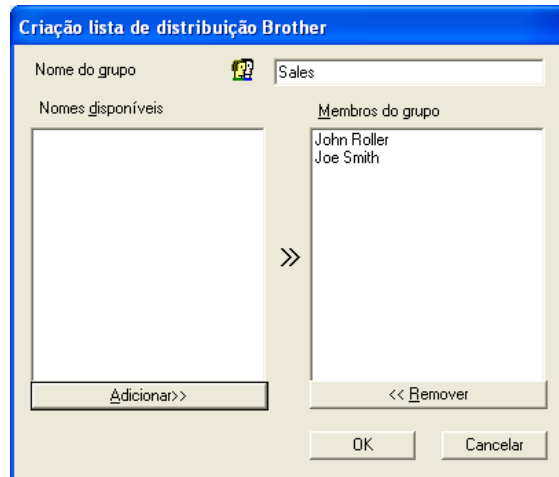 Criação lista de distribuição Brother
Nome do grupo
Sales
Nomes disponíveis
Membros do grupo
John Roller
Joe Smith
>>
Adicionar>>
<< Remover
OK
Cancelar